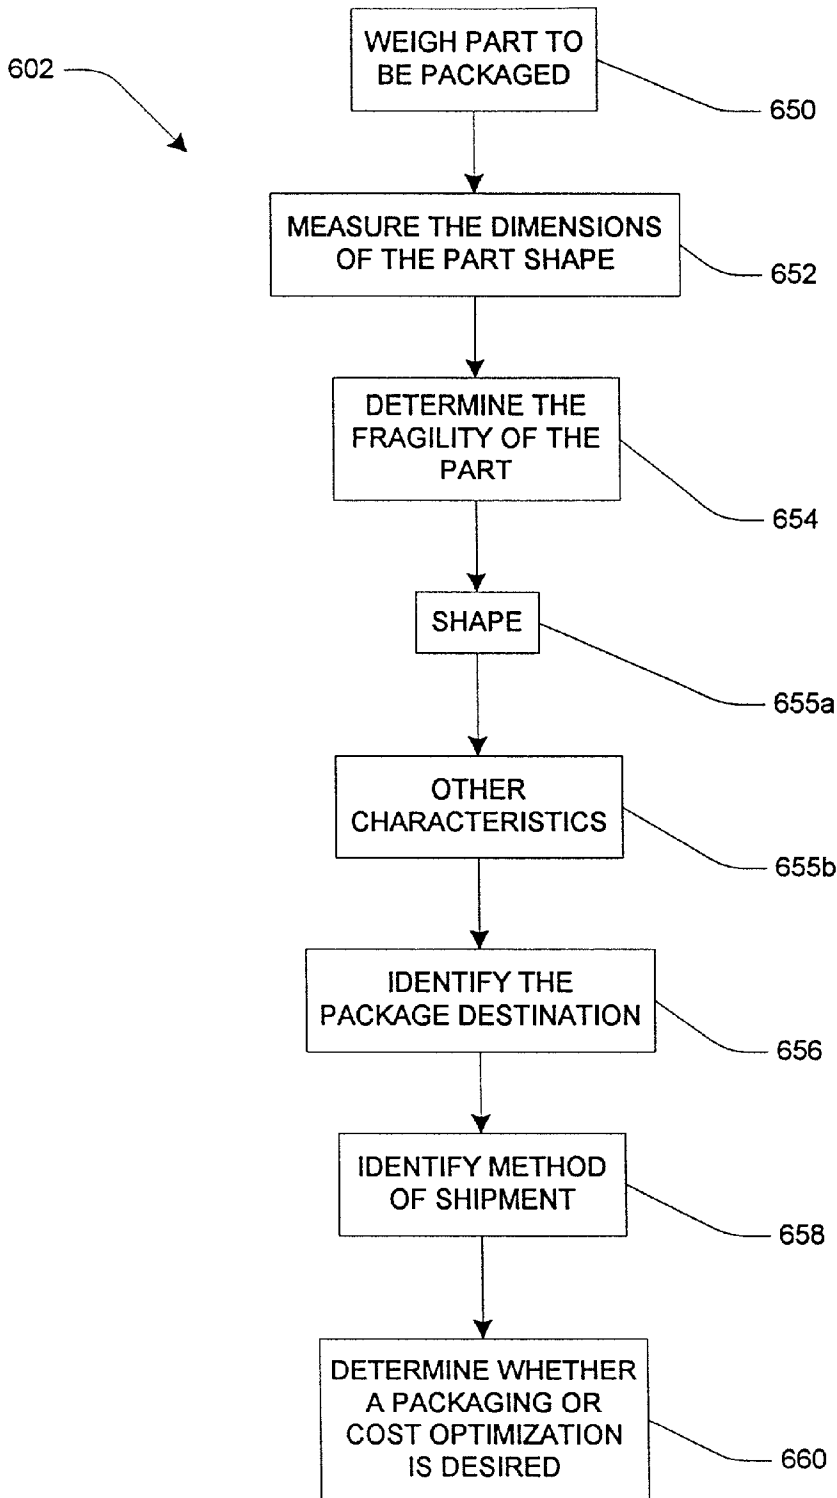 WEIGH PART TO
BE PACKAGED
602
650
MEASURE THE DIMENSIONS
OF THE PART SHAPE
652
DETERMINE THE
FRAGILITY OF THE
PART
654
SHAPE
655a
OTHER
CHARACTERISTICS
655b
IDENTIFY THE
PACKAGE DESTINATION
656
IDENTIFY METHOD
OF SHIPMENT
658
DETERMINE WHETHER
A PACKAGING OR
COST OPTIMIZATION
IS DESIRED
660